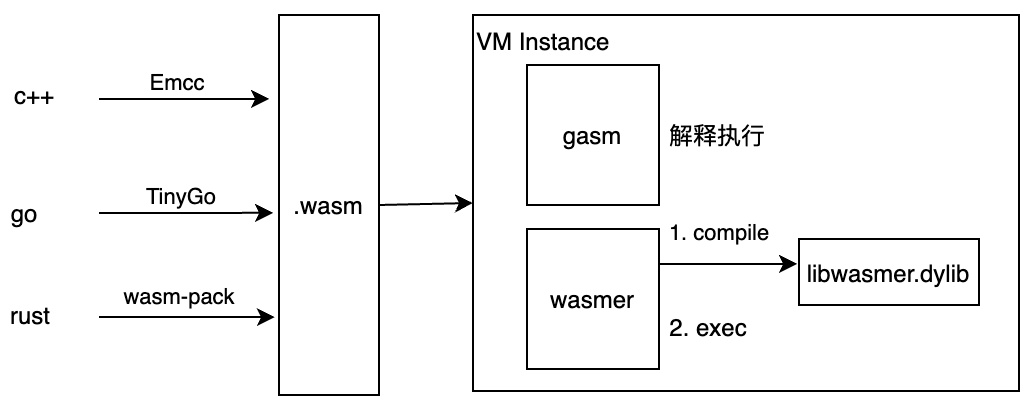 c++
Emcc
go
TinyGo
rust
wasm-pack
.wasm
VM Instance
gasm
解释执行
wasmer
1. compile
2. exec
libwasmer.dylib